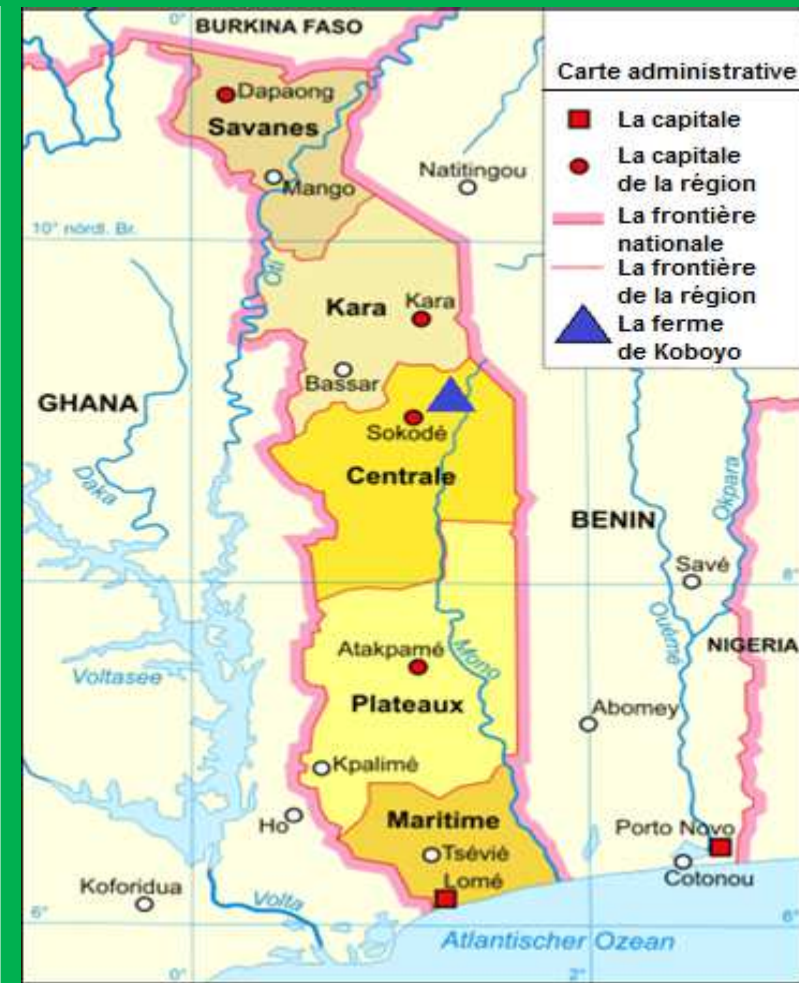 0°
BURKINA FASO
Carte administrative
La capitale
La capitale
de la région
La frontière
nationale
La frontière
de la région
La ferme
de Koboyo
Dapaong
Savanes
Mango
Natitingou
10° nördl. Br.
Oti
Kara
Kara
Bassar
GHANA
Sokodé
Daka
Centrale
BENIN
Okpara
Savé
8°
Ouémé
NIGERIA
Atakpamé
Mono
Voltasee
Plateaux
Abomey
Kpalimé
Ho
Maritime
Porto Novo
Tsévié
Cotonou
Koforidua
Lomé
Volta
6°
6°
Atlantischer Ozean
0°
2°